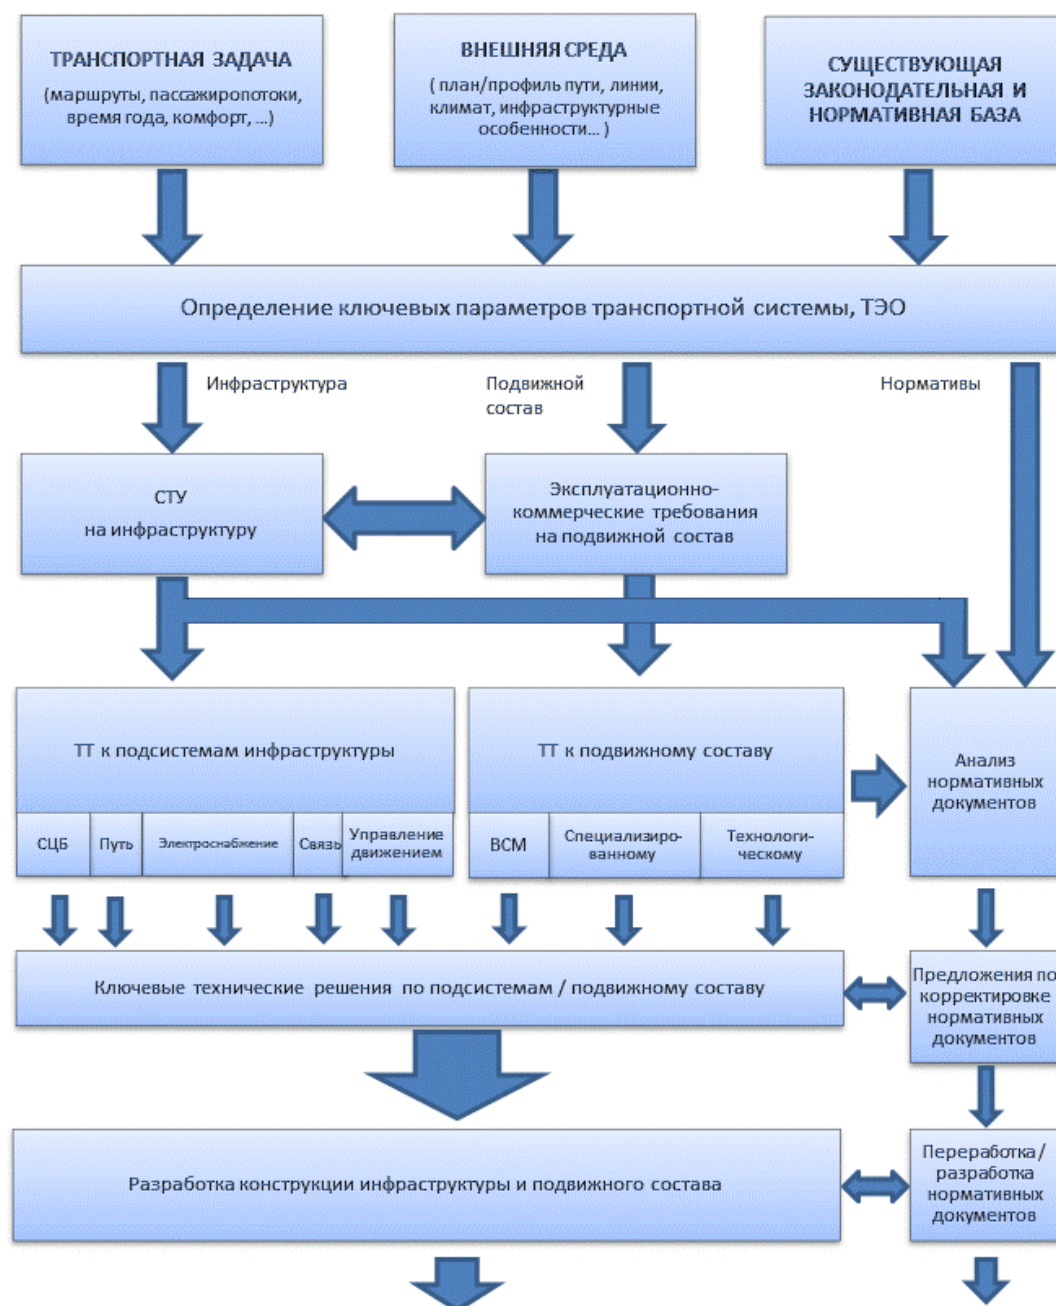 ТРАНСПОРТНАЯ ЗАДАЧА
(маршруты, пассажиропотоки,
время года, комфорт, ...)
ВНЕШНЯЯ СРЕДА
( план/профиль пути, линии,
климат, инфраструктурные
особенности... )
СУЩЕСТВУЮЩАЯ
ЗАКОНОДАТЕЛЬНАЯ И
НОРМАТИВНАЯ БАЗА
Определение ключевых параметров транспортной системы, ТЭО
Инфраструктура
Подвижной
состав
Нормативы
СТУ
на инфраструктуру
Эксплуатационно-
коммерческие требования
на подвижной состав
ТТ к подсистемам инфраструктуры
ТТ к подвижному составу
Анализ
нормативных
документов
СЦБ
Путь
Электроснабжение
Связь
Управление
движением
ВСМ
Специализиро-
ванному
Технологи-
ческому
Ключевые технические решения по подсистемам / подвижному составу
Предложения по
корректировке
нормативных
документов
Разработка конструкции инфраструктуры и подвижного состава
Переработка /
разработка
нормативных
документов